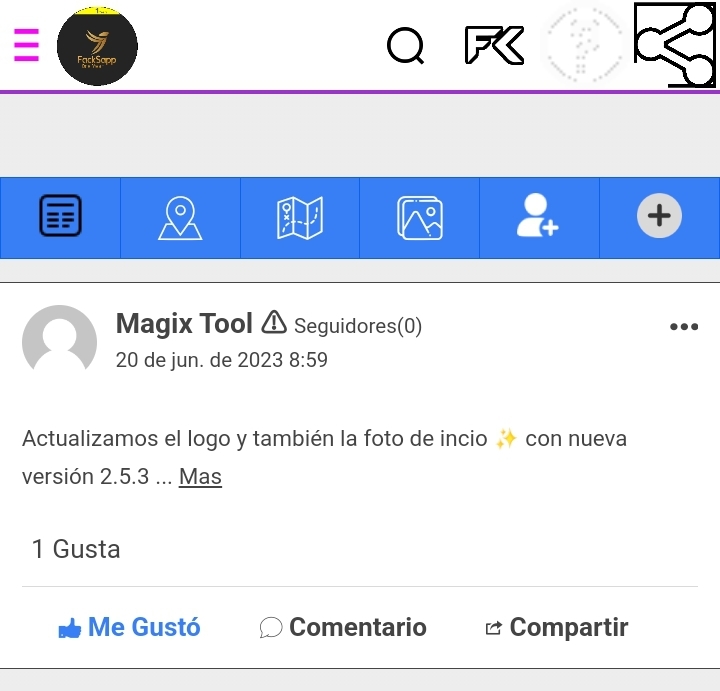 FackSapp
FK
Magix Tool Seguidores(0)
20 de jun. de 2023 8:59
Actualizamos el logo y también la foto de incio ✨ con nueva
versión 2.5.3 ... Mas
1 Gusta
Me Gustó Comentario Compartir